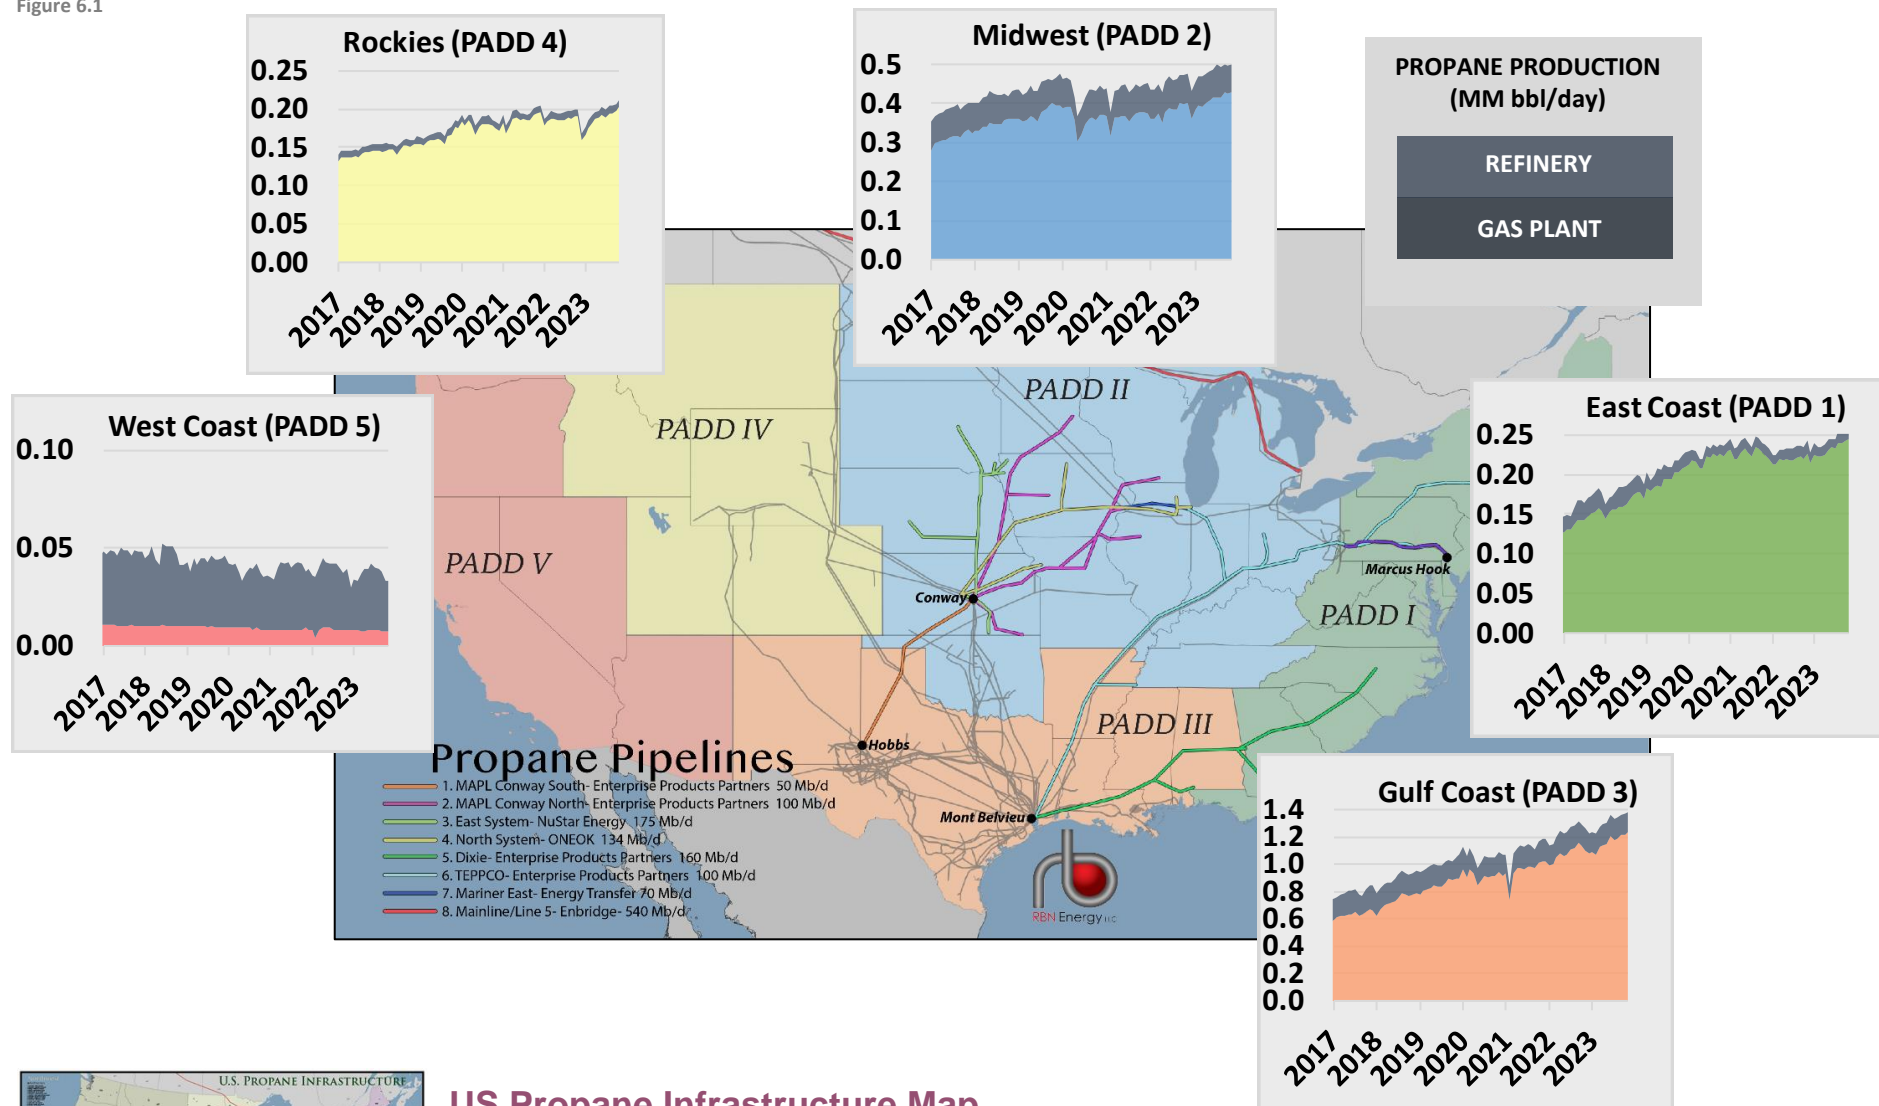 Figure 6.1
Rockies (PADD 4)
0.25
0.20
0.15
0.10
0.05
0.00
2017
2018
2019
2020
2021
2022
2023
Midwest (PADD 2)
0.5
0.4
0.3
0.2
0.1
0.0
2017
2018
2019
2020
2021
2022
2023
PROPANE PRODUCTION
(MM bbl/day)
REFINERY
GAS PLANT
West Coast (PADD 5)
0.10
0.05
0.00
2017
2018
2019
2020
2021
2022
2023
East Coast (PADD 1)
0.25
0.20
0.15
0.10
0.05
0.00
2017
2018
2019
2020
2021
2022
2023
PADD II
PADD IV
PADD V
Conway
Marcus Hook
PADD I
PADD III
Hobbs
Mont Belvieu
Propane Pipelines
1. MAPL Conway South- Enterprise Products Partners 50 Mb/d
2. MAPL Conway North- Enterprise Products Partners 100 Mb/d
3. East System- NuStar Energy 175 Mb/d
4. North System- ONEOK 134 Mb/d
5. Dixie- Enterprise Products Partners 160 Mb/d
6. TEPPCO- Enterprise Products Partners 100 Mb/d
7. Mariner East- Energy Transfer 70 Mb/d
8. Mainline/Line 5- Enbridge- 540 Mb/d
rb
RBN Energy LLC
Gulf Coast (PADD 3)
1.4
1.2
1.0
0.8
0.6
0.4
0.2
0.0
2017
2018
2019
2020
2021
2022
2023
U.S. PROPANE INFRASTRUCTURE
US Propane Infrastructure Map